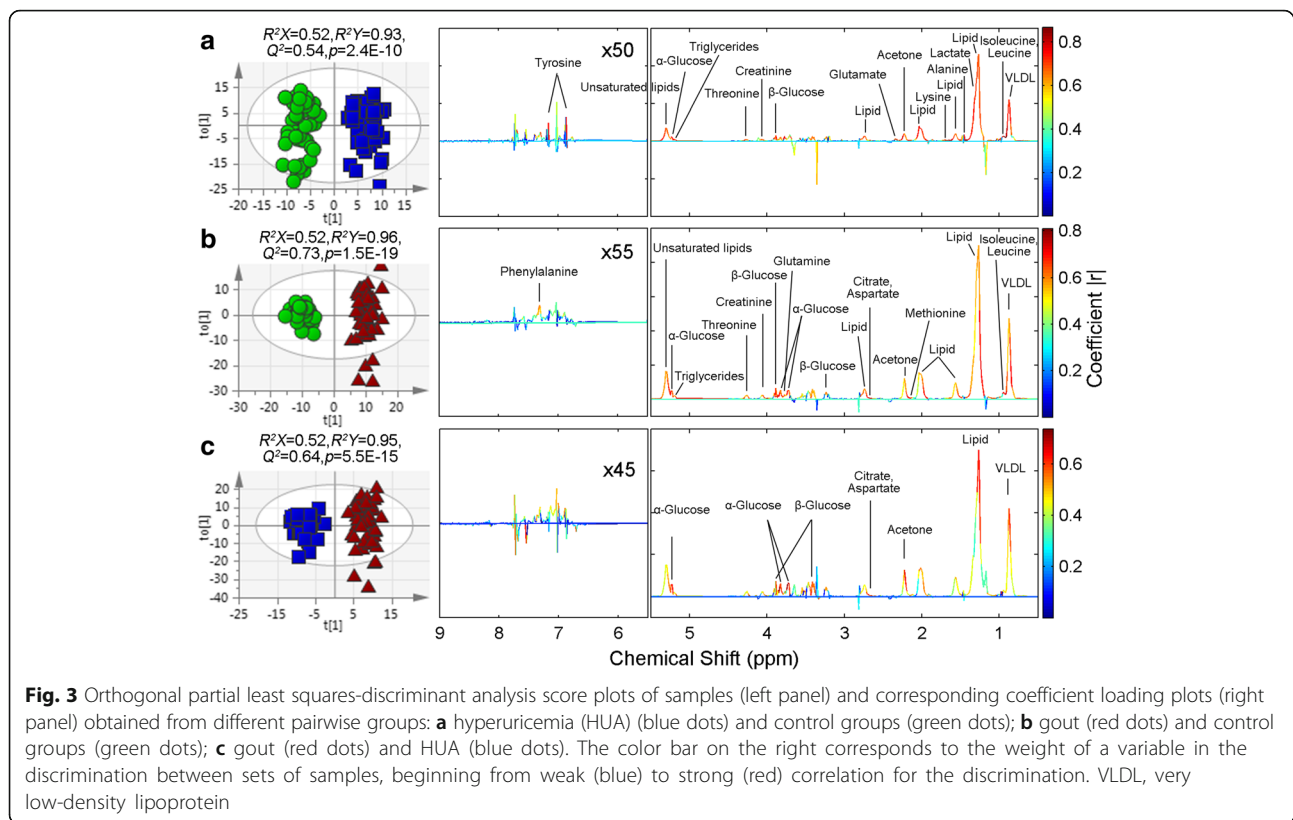 a
R²X=0.52,R²Y=0.93,
Q²=0.54,p=2.4E-10
to[1]
15
5
-5
-15
-25
-20 -15 -10 -5 0 5 10 15
t[1]
x50
Tyrosine
Unsaturated lipids
α-Glucose
Triglycerides
Threonine
Creatinine
β-Glucose
Lipid
Glutamate
Acetone
Lipid
Lysine
Lipid
Alanine
Lactate
Lipid
Isoleucine,
Leucine
VLDL
0.8
0.6
0.4
0.2
b
R²X=0.52,R²Y=0.96,
Q²=0.73,p=1.5E-19
to[1]
10
0
-10
-20
-30
-20 -10 0 10 20
t[1]
x55
Phenylalanine
Unsaturated lipids
α-Glucose
Triglycerides
Threonine
Creatinine
β-Glucose
Glutamine
α-Glucose
β-Glucose
Citrate,
Aspartate
Lipid
Acetone
Methionine
Lipid
Lipid
Isoleucine,
Leucine
VLDL
0.8
0.6
0.4
0.2
Coefficient |r|
c
R²X=0.52,R²Y=0.95,
Q²=0.64,p=5.5E-15
to[1]
20
10
0
-10
-20
-30
-40
-25 -15 -5 5 15
t[1]
x45
α-Glucose
α-Glucose
β-Glucose
Citrate,
Aspartate
Acetone
Lipid
VLDL
0.6
0.4
0.2
9 8 7 6 5 4 3 2 1
Chemical Shift (ppm)
Fig. 3 Orthogonal partial least squares-discriminant analysis score plots of samples (left panel) and corresponding coefficient loading plots (right
panel) obtained from different pairwise groups: a hyperuricemia (HUA) (blue dots) and control groups (green dots); b gout (red dots) and control
groups (green dots); c gout (red dots) and HUA (blue dots). The color bar on the right corresponds to the weight of a variable in the
discrimination between sets of samples, beginning from weak (blue) to strong (red) correlation for the discrimination. VLDL, very
low-density lipoprotein